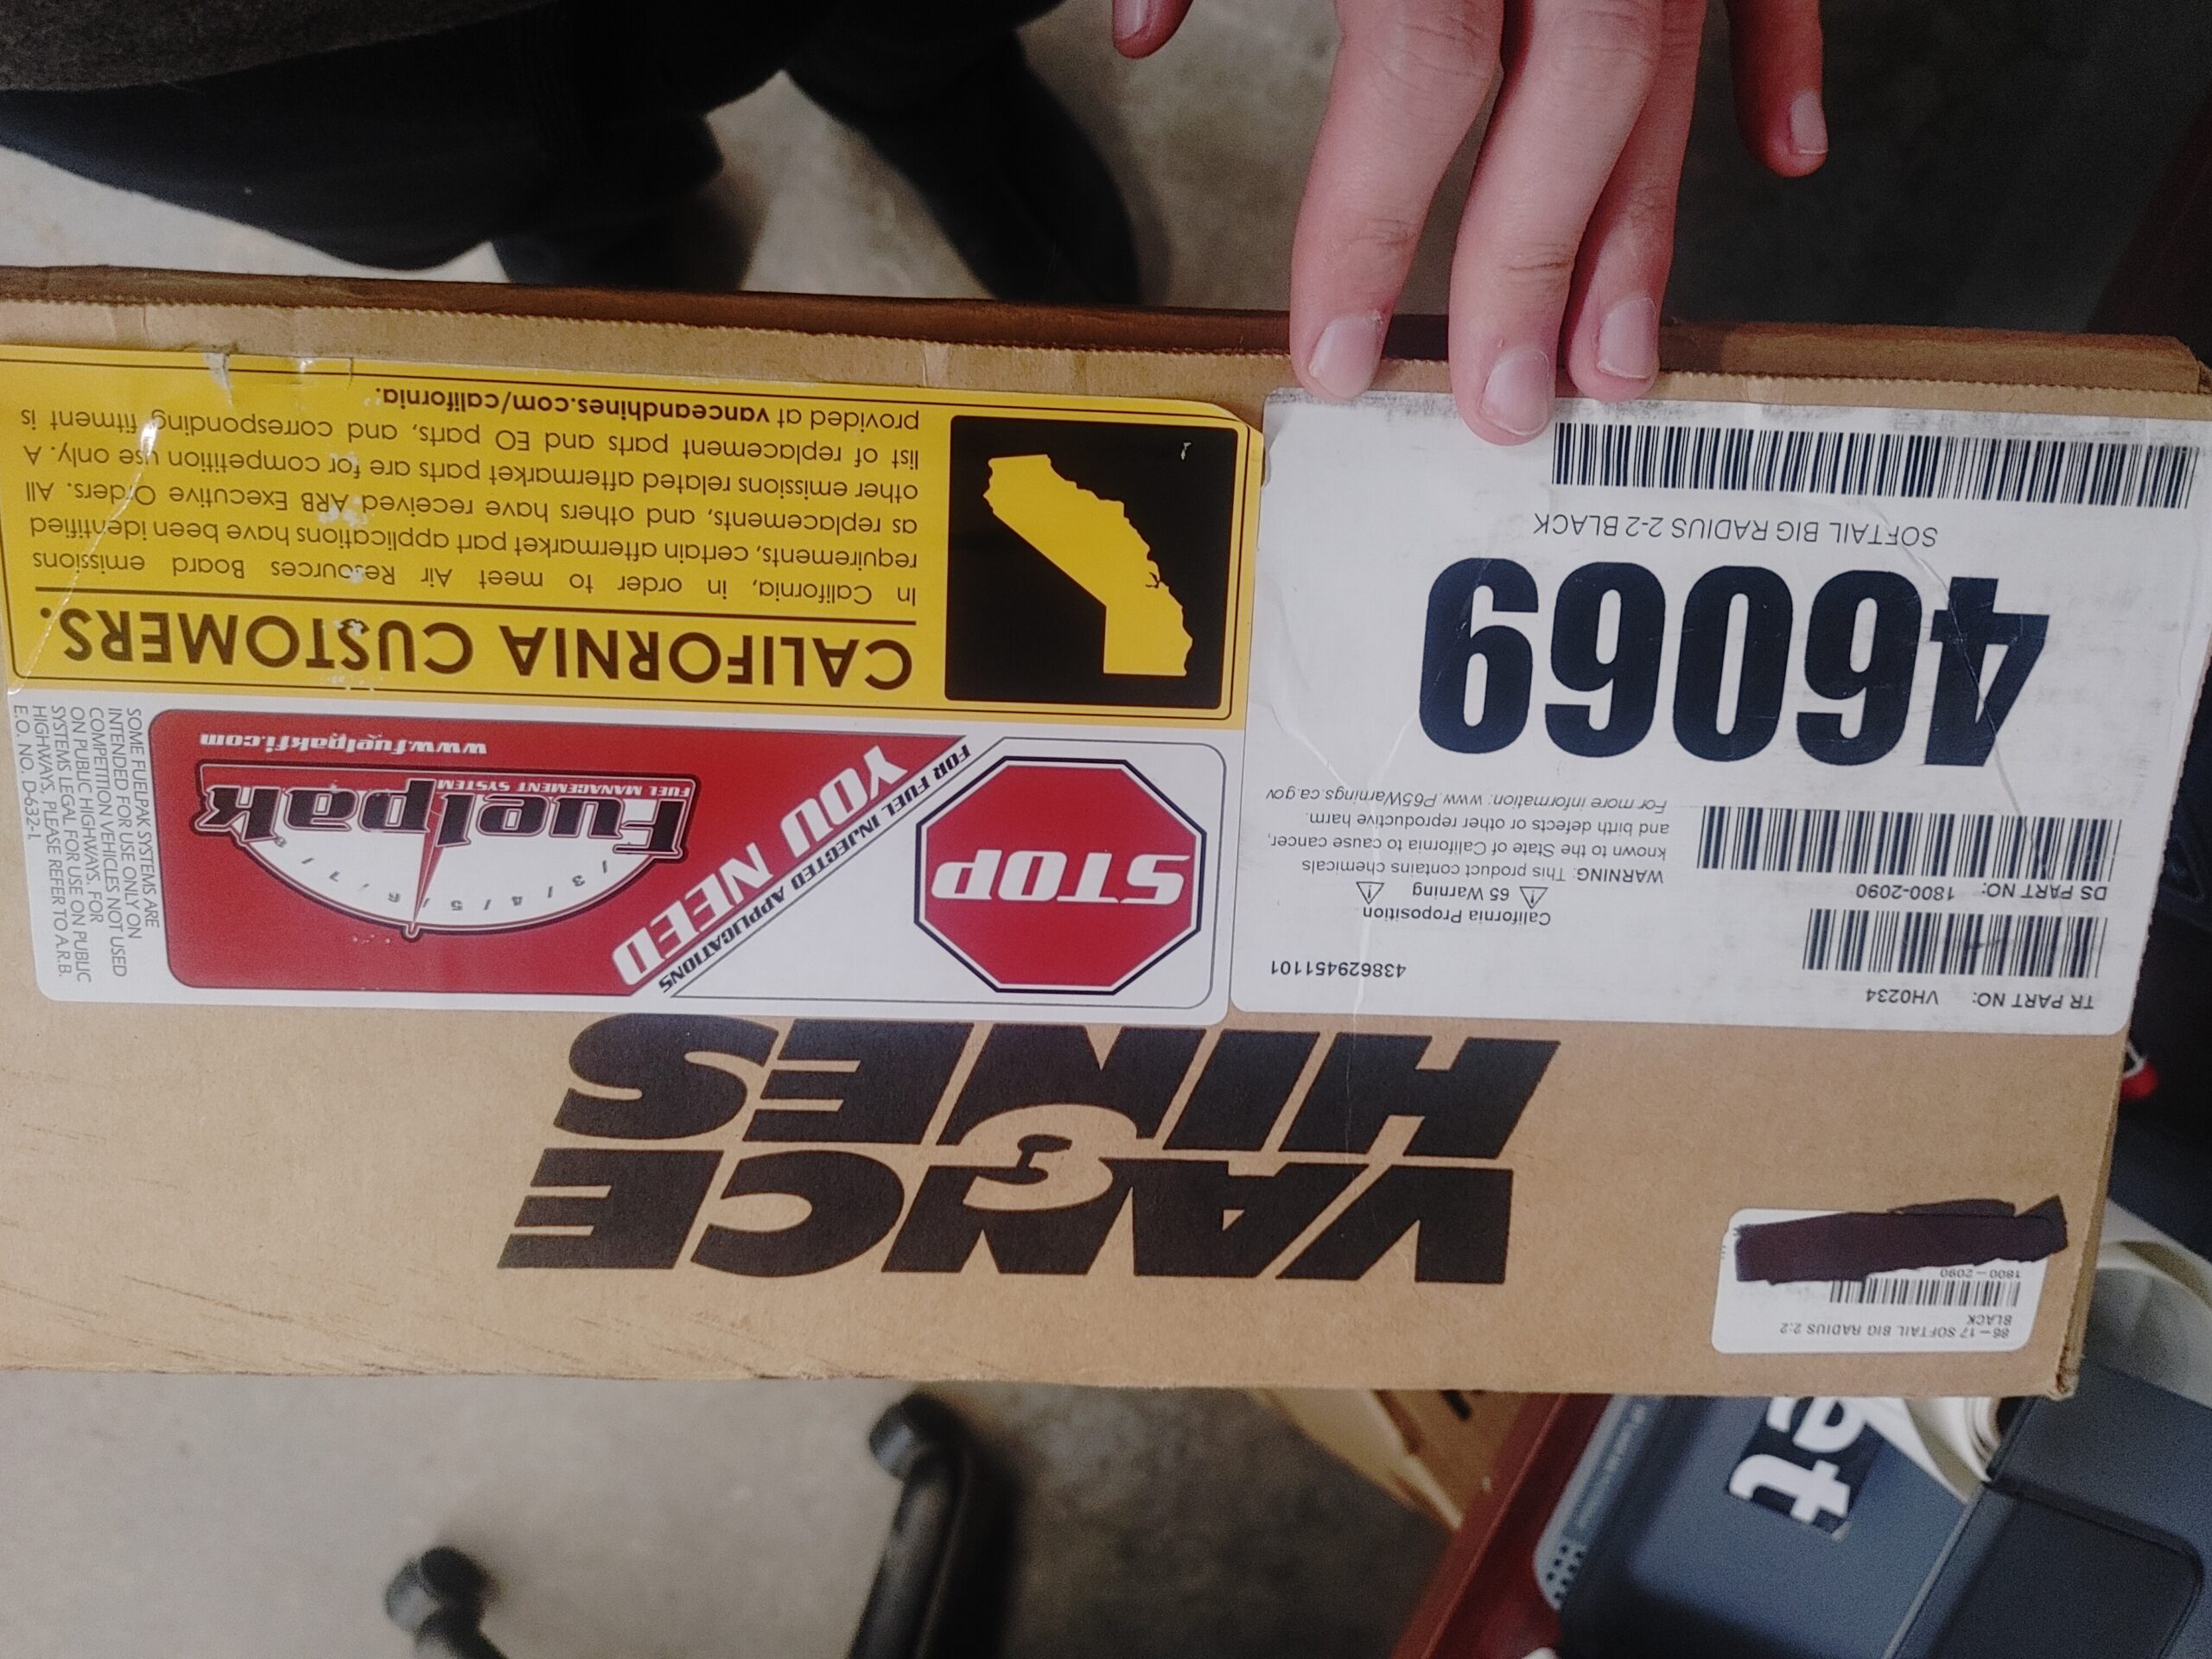 86-17 SOFTAIL BIG RADIUS 2:2
BLACK
1800-2090
VANCE
&
HINES
TR PART NO: VH0234
DS PART NO: 1800-2090
438629451101
California Proposition
65 Warning
WARNING: This product contains chemicals
known to the State of California to cause cancer,
and birth defects or other reproductive harm.
For more information: www.P65Warnings.ca.gov
46069
SOFTAIL BIG RADIUS 2-2 BLACK
STOP
FOR FUEL INJECTED APPLICATIONS
YOU NEED
3 4 5 6 7 8
Fuelpak
FUEL MANAGEMENT SYSTEM
www.fuelpakfi.com
SOME FUELPAK SYSTEMS ARE
INTENDED FOR USE ONLY ON
COMPETITION VEHICLES NOT USED
ON PUBLIC HIGHWAYS. FOR
SYSTEMS LEGAL FOR USE ON PUBLIC
HIGHWAYS, PLEASE REFER TO A.R.B.
E.O. NO. D-632-1
CALIFORNIA CUSTOMERS.
In California, in order to meet Air Resources Board emissions
requirements, certain aftermarket part applications have been identified
as replacements, and others have received ARB Executive Orders. All
other emissions related aftermarket parts are for competition use only. A
list of replacement parts and EO parts, and corresponding fitment is
provided at vanceandhines.com/california.
et